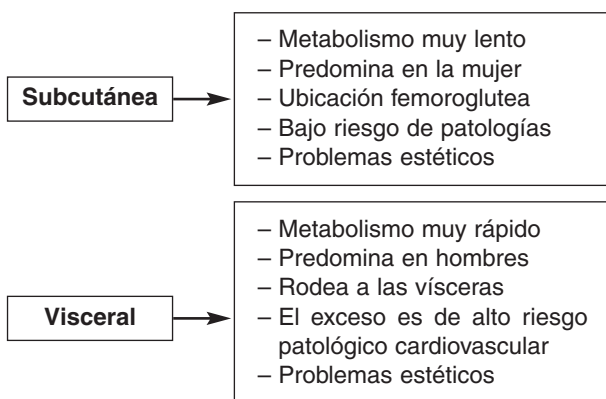 Subcutánea
– Metabolismo muy lento
– Predomina en la mujer
– Ubicación femoroglutea
– Bajo riesgo de patologías
– Problemas estéticos
Visceral
– Metabolismo muy rápido
– Predomina en hombres
– Rodea a las vísceras
– El exceso es de alto riesgo
patológico cardiovascular
– Problemas estéticos